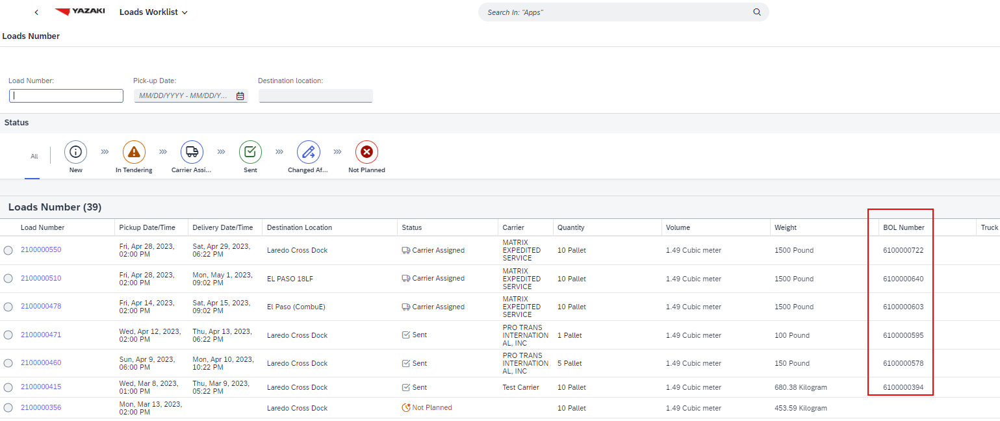 YAZAKI Loads Worklist Search In: "Apps"
Loads Number
Load Number: Pick-up Date: Destination location:
MM/DD/YYYY - MM/DD/Y...
Status
All
New In Tendering Carrier Assi... Sent Changed Af... Not Planned
Loads Number (39)
Load Number Pickup Date/Time Delivery Date/Time Destination Location Status Carrier Quantity Volume Weight BOL Number Truck
2100000550 Fri, Apr 28, 2023, 02:00 PM Sat, Apr 29, 2023, 06:22 PM Laredo Cross Dock Carrier Assigned MATRIX EXPEDITED SERVICE 10 Pallet 1.49 Cubic meter 1500 Pound 6100000722
2100000510 Fri, Apr 28, 2023, 02:00 PM Mon, May 1, 2023, 09:02 PM EL PASO 18LF Carrier Assigned MATRIX EXPEDITED SERVICE 10 Pallet 1.49 Cubic meter 1500 Pound 6100000640
2100000478 Fri, Apr 14, 2023, 02:00 PM Sat, Apr 15, 2023, 09:02 PM El Paso (CombuE) Carrier Assigned MATRIX EXPEDITED SERVICE 10 Pallet 1.49 Cubic meter 1500 Pound 6100000603
2100000471 Wed, Apr 12, 2023, 02:00 PM Thu, Apr 13, 2023, 06:22 PM Laredo Cross Dock Sent PRO TRANS INTERNATIONAL, INC 1 Pallet 1.49 Cubic meter 100 Pound 6100000595
2100000460 Sun, Apr 9, 2023, 06:00 PM Mon, Apr 10, 2023, 10:22 PM Laredo Cross Dock Sent PRO TRANS INTERNATIONAL, INC 5 Pallet 1.49 Cubic meter 150 Pound 6100000578
2100000415 Wed, Mar 8, 2023, 01:00 PM Thu, Mar 9, 2023, 05:22 PM Laredo Cross Dock Sent Test Carrier 10 Pallet 1.49 Cubic meter 680.38 Kilogram 6100000394
2100000356 Mon, Mar 13, 2023, 02:00 PM Laredo Cross Dock Not Planned 10 Pallet 1.49 Cubic meter 453.59 Kilogram